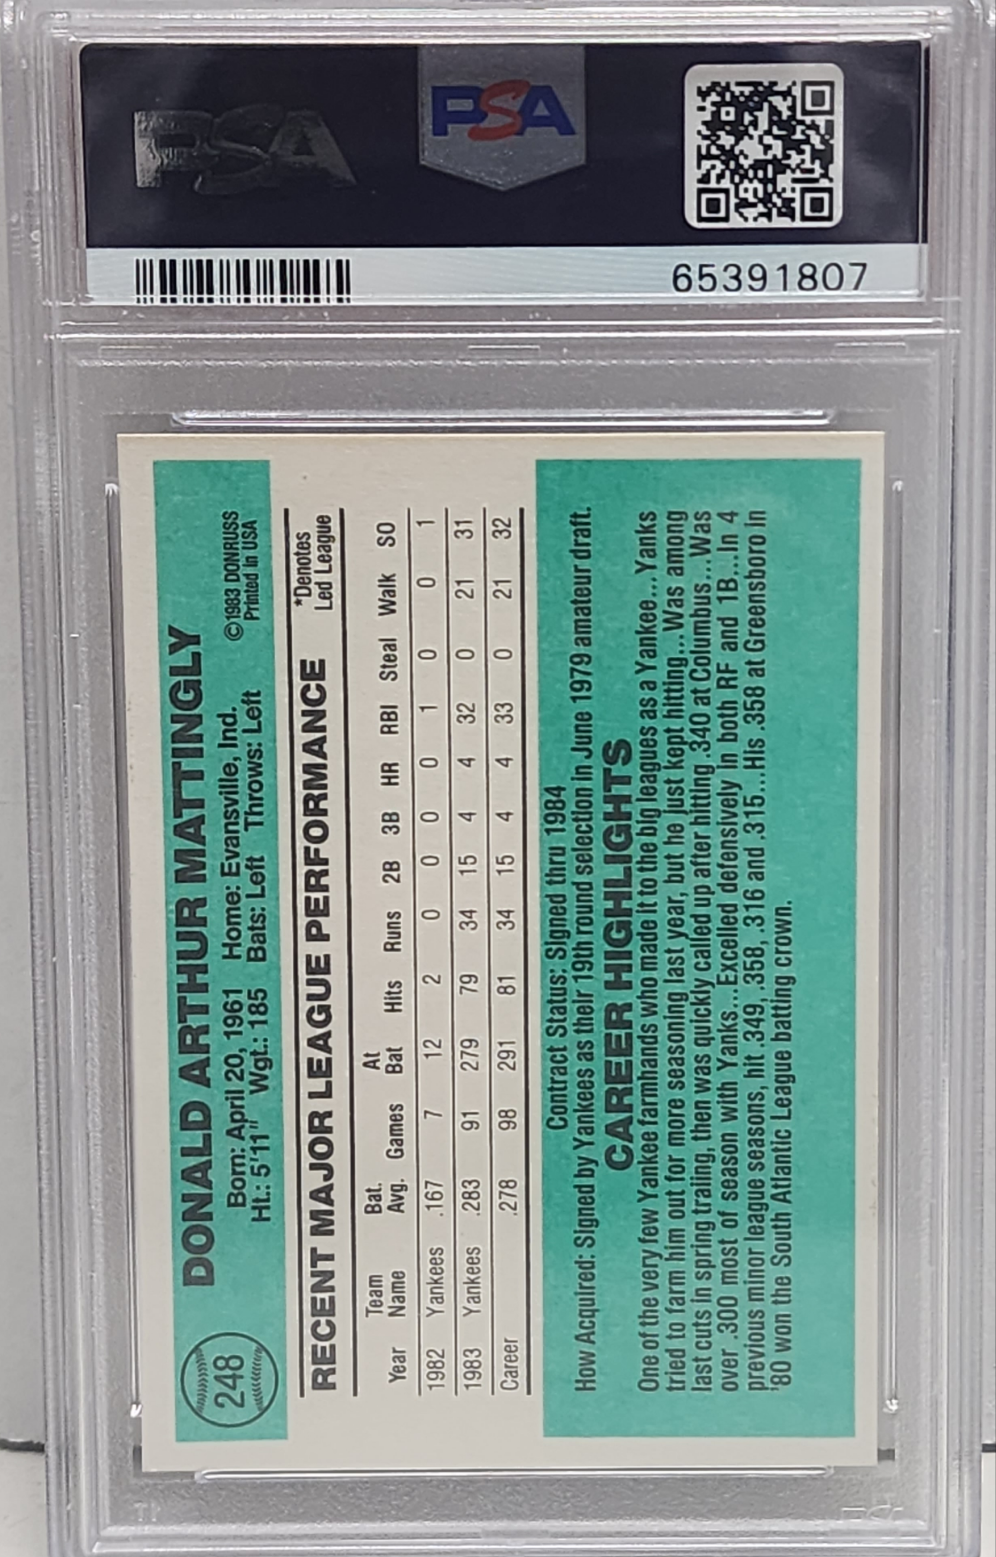 PSA
PSA
65391807
248
DONALD ARTHUR MATTINGLY
Born: April 20, 1961 Home: Evansville, Ind.
Ht.: 5'11" Wgt.: 185 Bats: Left Throws: Left
©1983 DONRUSS
Printed in USA
RECENT MAJOR LEAGUE PERFORMANCE
*Denotes
Led League
Team Bat. At
Year Name Avg. Games Bat Hits Runs 2B 3B HR RBI Steal Walk SO
1982 Yankees .167 7 12 2 0 0 0 0 1 0 0 1
1983 Yankees .283 91 279 79 34 15 4 4 32 0 21 31
Career .278 98 291 81 34 15 4 4 33 0 21 32
Contract Status: Signed thru 1984
How Acquired: Signed by Yankees as their 19th round selection in June 1979 amateur draft.
CAREER HIGHLIGHTS
One of the very few Yankee farmhands who made it to the big leagues as a Yankee...Yanks
tried to farm him out for more seasoning last year, but he just kept hitting...Was among
last cuts in spring traling, then was quickly called up after hitting .340 at Columbus...Was
over .300 most of season with Yanks...Excelled defensively in both RF and 1B...In 4
previous minor league seasons, hit .349, .358, .316 and .315...His .358 at Greensboro in
'80 won the South Atlantic League batting crown.